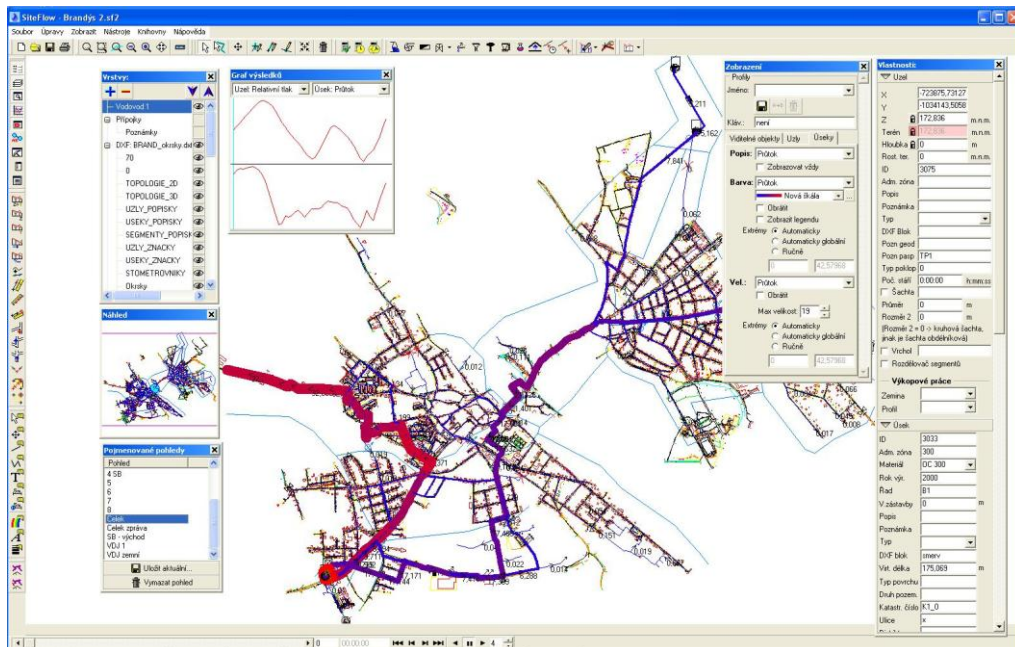 SiteFlow - Brandýs 2.sf2
Soubor Úpravy Zobrazit Nástroje Knihovny Nápověda
Vrstvy:
Vodovod 1
Přípojky
Poznámky
DXF: BRAND_okrsky.dxf
70
0
TOPOLOGIE_2D
TOPOLOGIE_3D
UZLY_POPISKY
USEKY_POPISKY
SEGMENTY_POPISK
UZLY_ZNACKY
USEKY_ZNACKY
STOMETROVNIKY
Okrsky
Náhled
Pojmenované pohledy
Pohled
4 SB
5
6
7
8
Celek
Celek zpráva
SB - východ
VDJ 1
VDJ zemní
Uložit aktuální...
Vymazat pohled
Graf výsledků
Uzel: Relativní tlak Úsek: Průtok
7,841
0,062
0,012
0,022
6,288
0,014
0,151
0,019
0,066
0,008
0,017
Zobrazení
Profily
Jméno:
Kláv.: není
Viditelné objekty Uzly Úseky
Popis: Průtok
Zobrazovat vždy
Barva: Průtok
Nová škála
Obrátit
Zobrazit legendu
Extrémy Automaticky
Automaticky globální
Ručně
0 42,57960
Vel.: Průtok
Obrátit
Max velikost: 19
Extrémy Automaticky
Automaticky globální
Ručně
0 42,57960
Vlastnosti:
Uzel
X -723875,73127
Y -1034143,5058
Z 172,836 m.n.m.
Terén 172,836 m.n.m.
Hloubka 0 m
Rost. ter. 0 m.n.m.
ID 3075
Adm. zóna
Popis
Poznámka
Typ
DXF Blok
Pozn geod
Pozn pasp TP1
Typ poklop 0
Poč. stáří 0:00:00 h:mm:ss
Šachta
Průměr 0 m
Rozměr 2 0 m
(Rozměr 2 = 0 -> kruhová šachta,
jinak je šachta obdélníková)
Vrchol
Rozdělovač segmentů
Výkopové práce
Zemina
Profil
Úsek
ID 3033
Adm. zóna 300
Materiál OC 300
Rok výr. 2000
Řad B1
V zástavby 0 m
Popis
Poznámka
Typ
DXF blok smerv
Virt. délka 175,069 m
Typ povrchu
Druh pozem.
Katastr. číslo K1_0
Ulice x
0 00:00:00 4